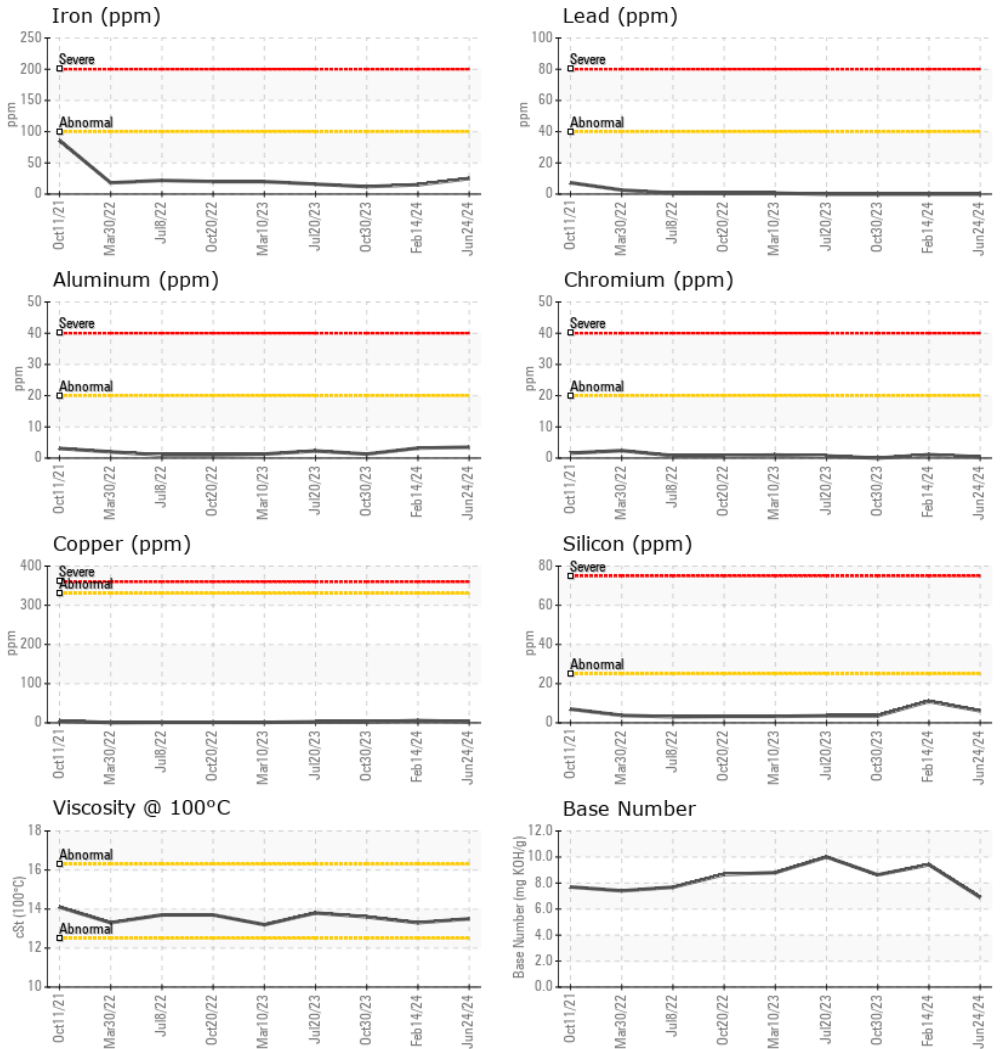 Iron (ppm)
250
200
150
100
50
0
ppm
Severe
Abnormal
Oct11/21
Mar30/22
Jul8/22
Oct20/22
Mar10/23
Jul20/23
Oct30/23
Feb14/24
Jun24/24
Lead (ppm)
100
80
60
40
20
0
ppm
Severe
Abnormal
Oct11/21
Mar30/22
Jul8/22
Oct20/22
Mar10/23
Jul20/23
Oct30/23
Feb14/24
Jun24/24
Aluminum (ppm)
50
40
30
20
10
0
ppm
Severe
Abnormal
Oct11/21
Mar30/22
Jul8/22
Oct20/22
Mar10/23
Jul20/23
Oct30/23
Feb14/24
Jun24/24
Chromium (ppm)
50
40
30
20
10
0
ppm
Severe
Abnormal
Oct11/21
Mar30/22
Jul8/22
Oct20/22
Mar10/23
Jul20/23
Oct30/23
Feb14/24
Jun24/24
Copper (ppm)
400
300
200
100
0
ppm
Severe
Abnormal
Oct11/21
Mar30/22
Jul8/22
Oct20/22
Mar10/23
Jul20/23
Oct30/23
Feb14/24
Jun24/24
Silicon (ppm)
80
60
40
20
0
ppm
Severe
Abnormal
Oct11/21
Mar30/22
Jul8/22
Oct20/22
Mar10/23
Jul20/23
Oct30/23
Feb14/24
Jun24/24
Viscosity @ 100°C
18
16
14
12
10
cSt (100°C)
Abnormal
Abnormal
Oct11/21
Mar30/22
Jul8/22
Oct20/22
Mar10/23
Jul20/23
Oct30/23
Feb14/24
Jun24/24
Base Number
12.0
10.0
8.0
6.0
4.0
2.0
0.0
Base Number (mg KOH/g)
Oct11/21
Mar30/22
Jul8/22
Oct20/22
Mar10/23
Jul20/23
Oct30/23
Feb14/24
Jun24/24